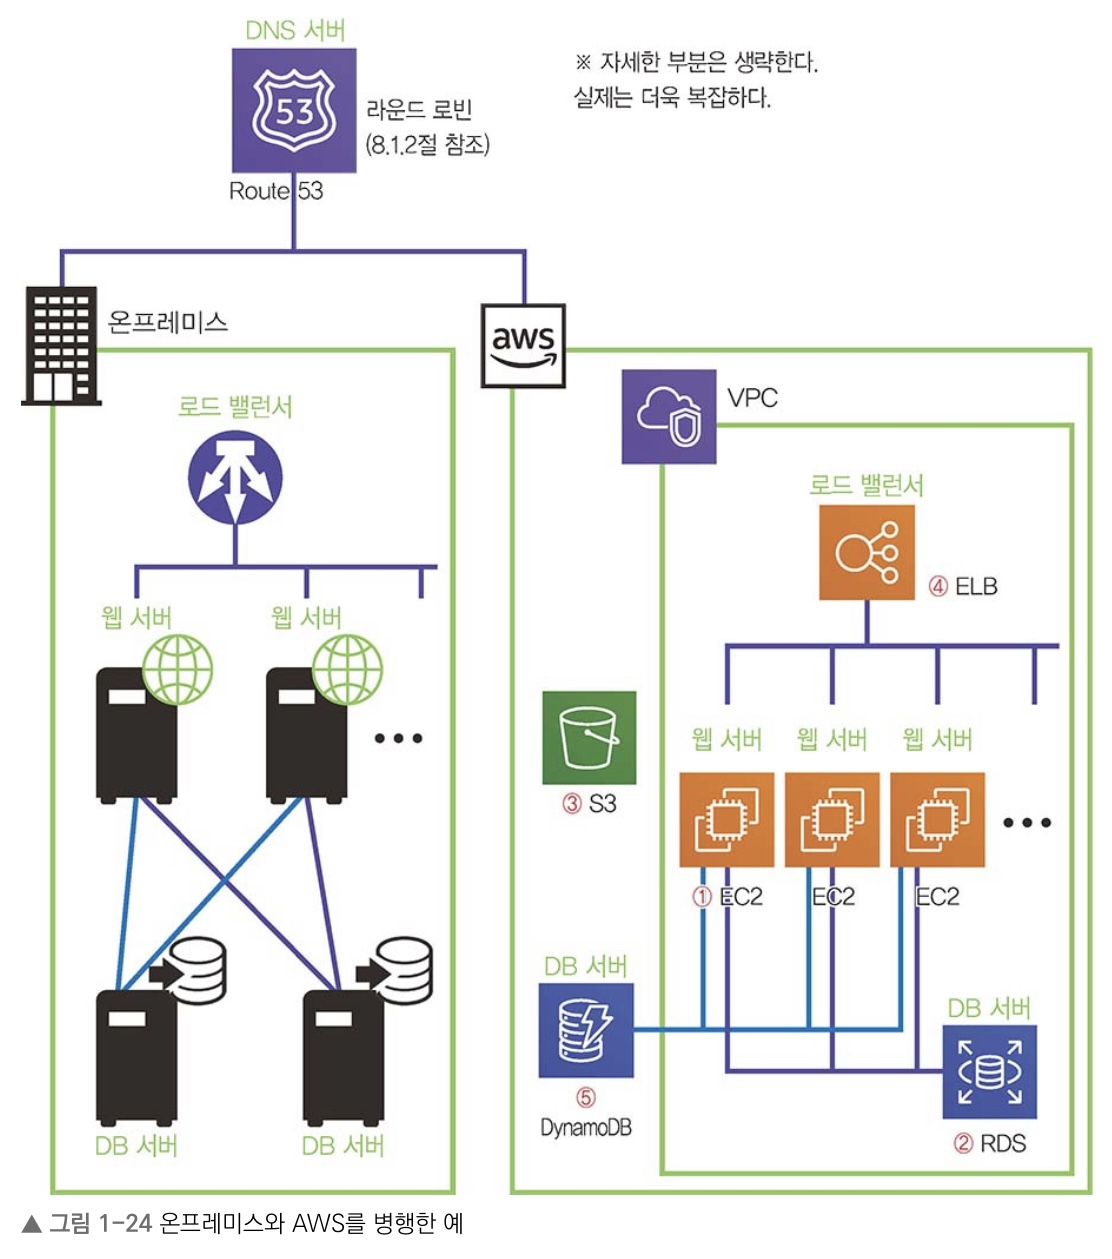 DNS 서버
53
※ 자세한 부분은 생략한다.
실제는 더욱 복잡하다.
라운드 로빈
(8.1.2절 참조)
Route 53
온프레미스
aws
VPC
로드 밸런서
로드 밸런서
④ ELB
웹 서버
웹 서버
•••
③ S3
웹 서버
웹 서버
웹 서버
•••
① EC2
EC2
EC2
DB 서버
DB 서버
⑤
DynamoDB
DB 서버
DB 서버
② RDS
▲ 그림 1-24 온프레미스와 AWS를 병행한 예